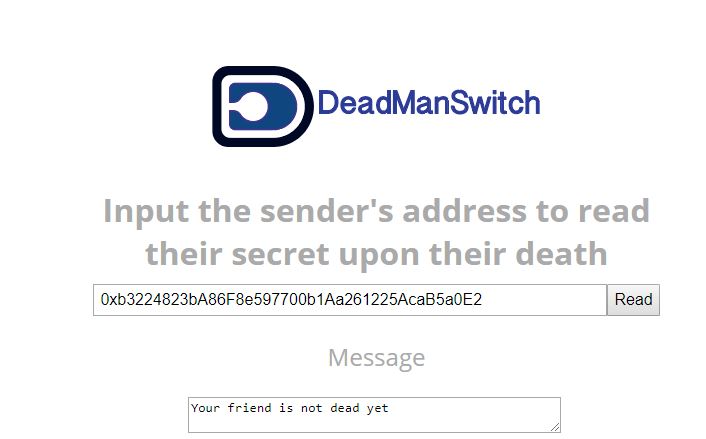 DeadManSwitch
Input the sender's address to read
their secret upon their death
0xb3224823bA86F8e597700b1Aa261225AcaB5a0E2 Read
Message
Your friend is not dead yet